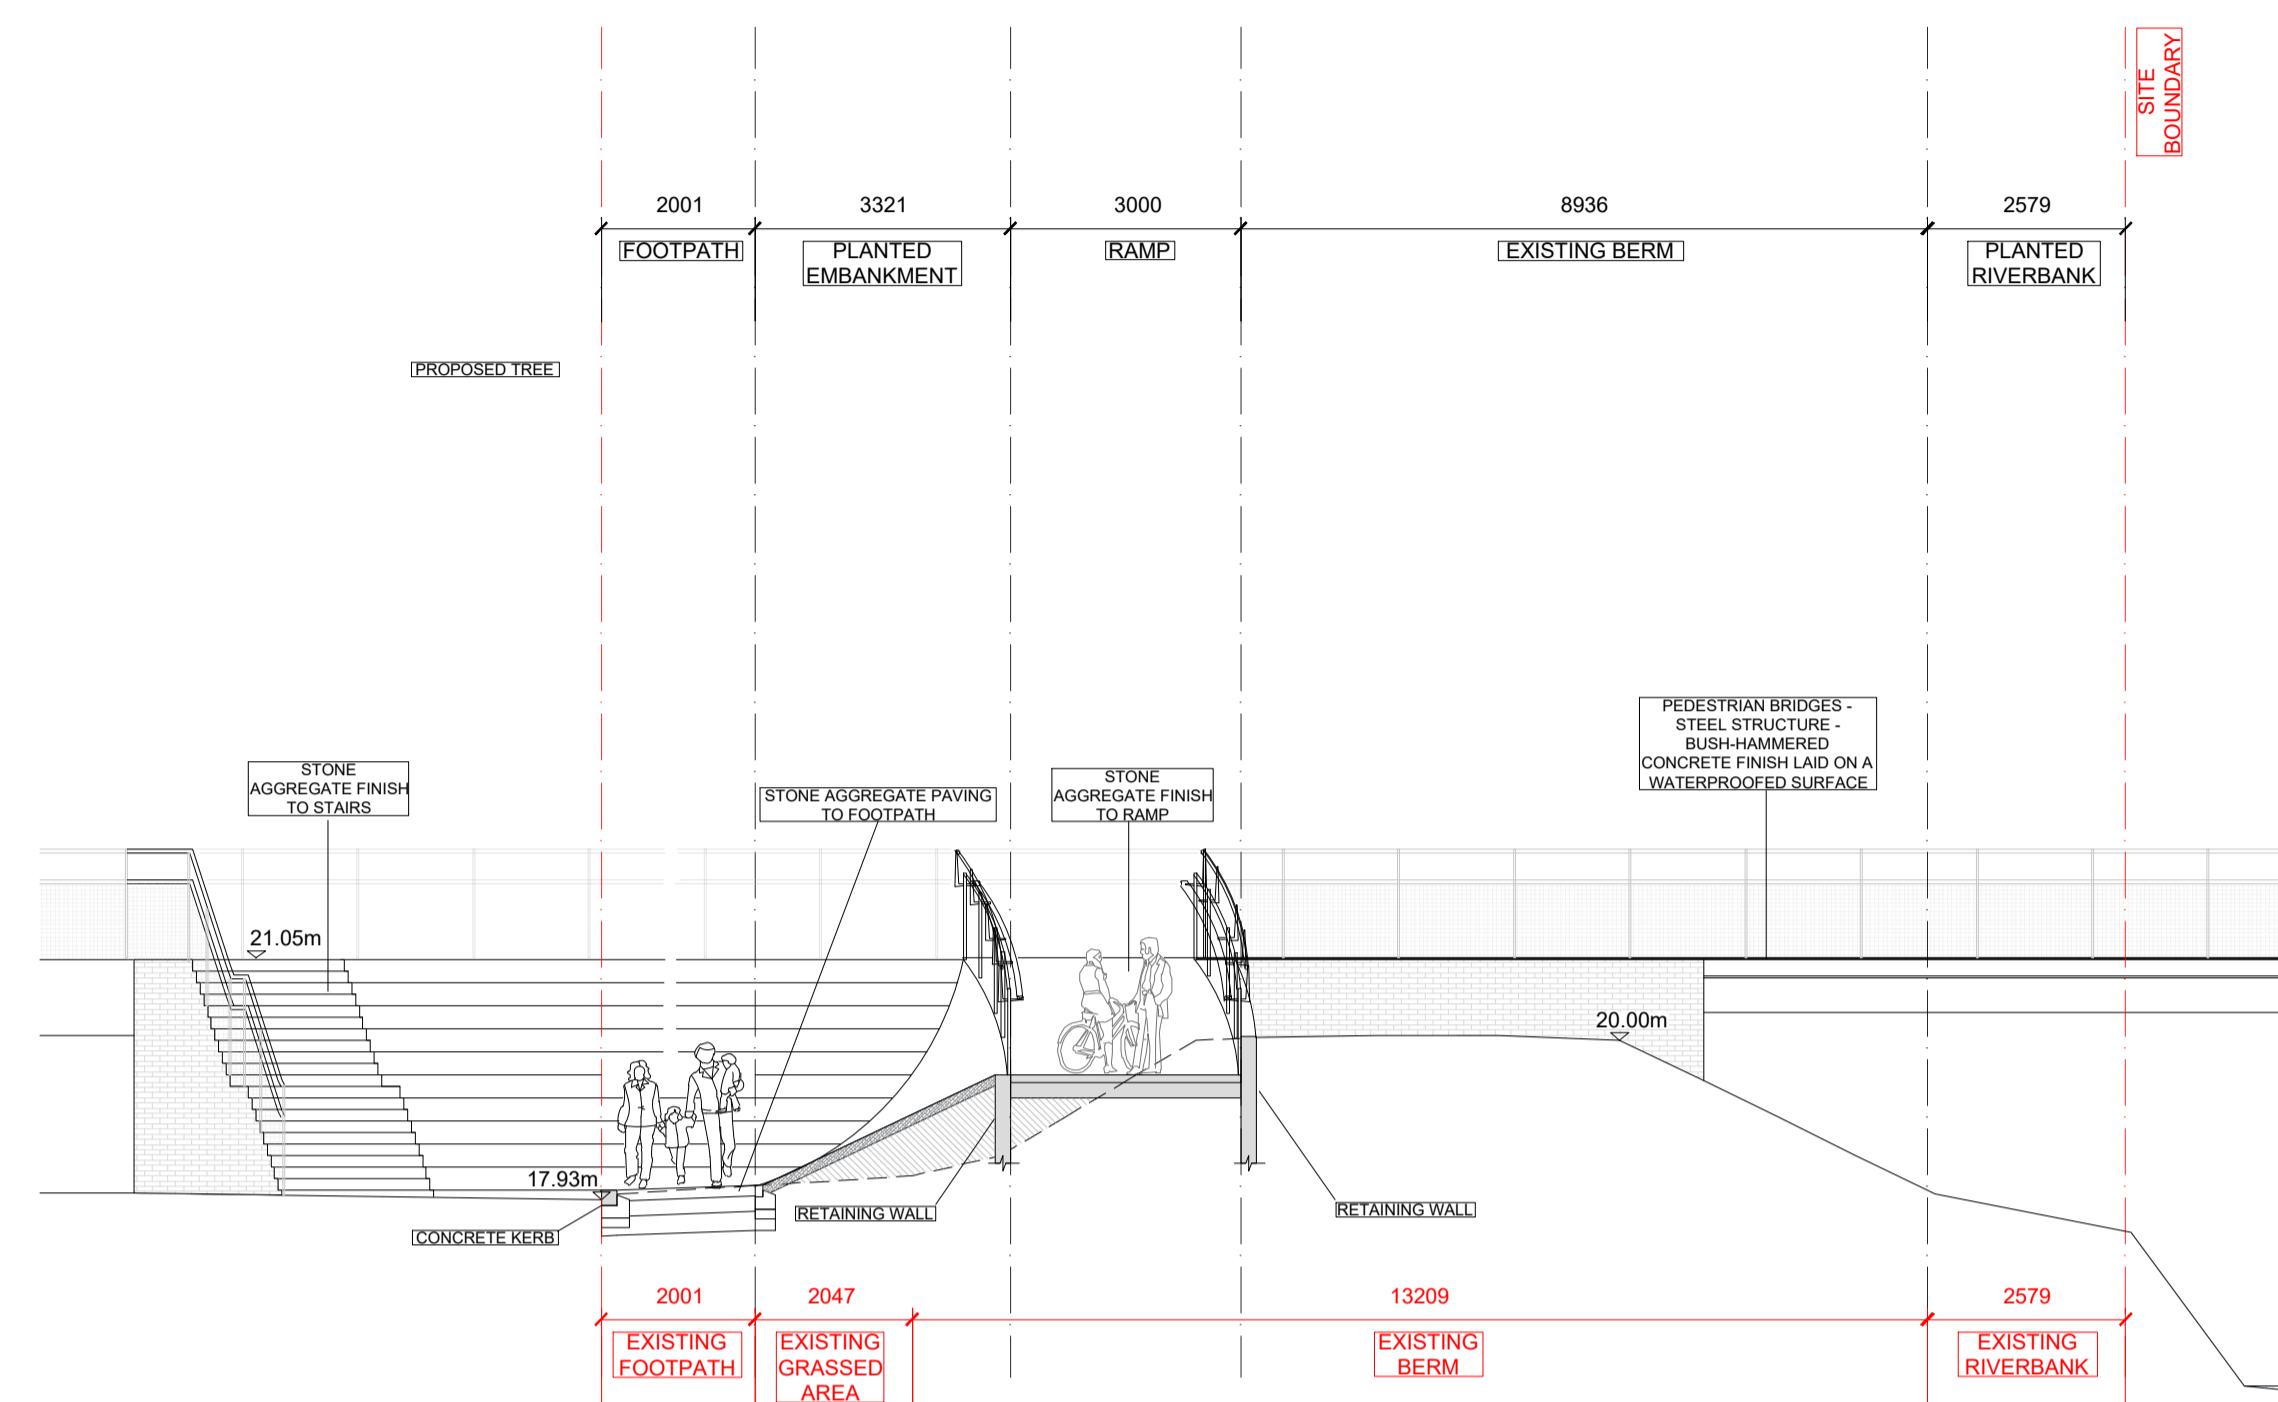 SITE
BOUNDARY
2001
3321
3000
8936
2579
FOOTPATH
PLANTED
EMBANKMENT
RAMP
EXISTING BERM
PLANTED
RIVERBANK
PROPOSED TREE
PEDESTRIAN BRIDGES -
STEEL STRUCTURE -
BUSH-HAMMERED
CONCRETE FINISH LAID ON A
WATERPROOFED SURFACE
STONE
AGGREGATE FINISH
TO STAIRS
STONE AGGREGATE PAVING
TO FOOTPATH
STONE
AGGREGATE FINISH
TO RAMP
21.05m
20.00m
17.93m
RETAINING WALL
RETAINING WALL
CONCRETE KERB
2001
2047
13209
2579
EXISTING
FOOTPATH
EXISTING
GRASSED
AREA
EXISTING
BERM
EXISTING
RIVERBANK